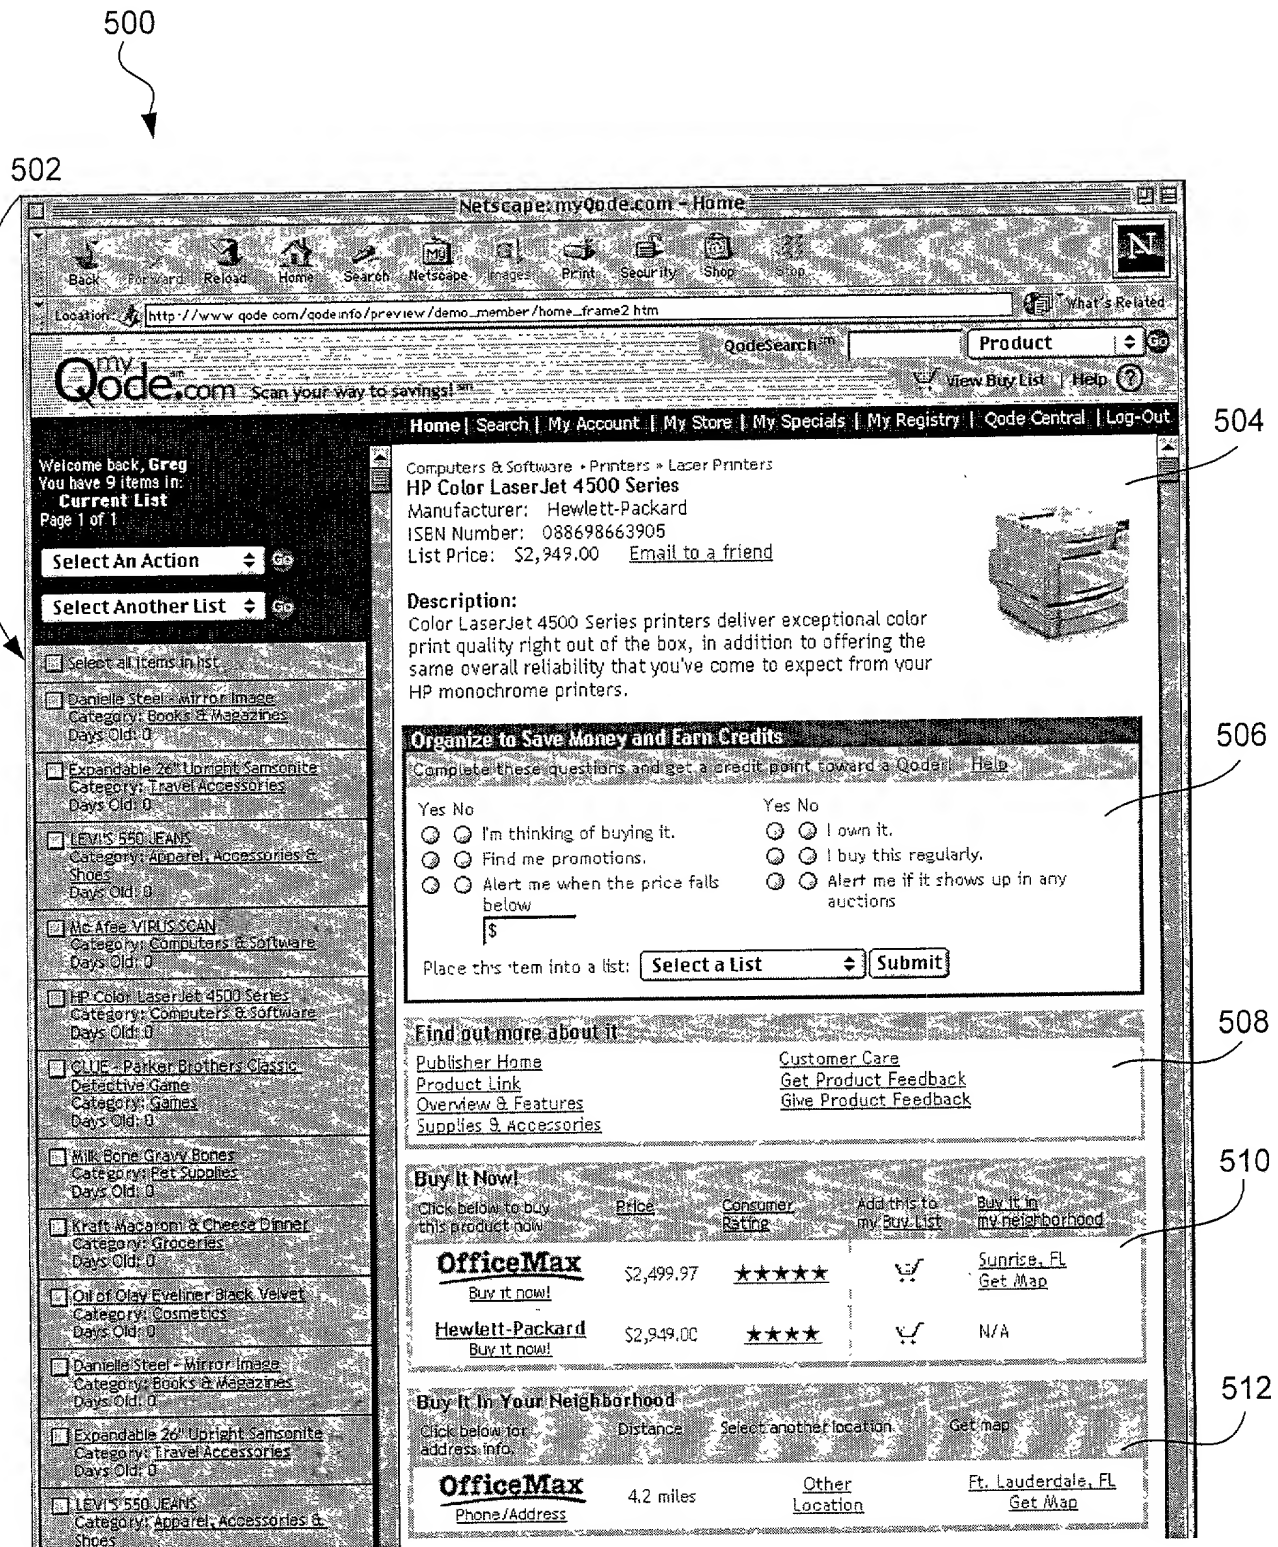 500
502
Netscape: myQode.com - Home
Back Forward Reload Home Search Netscape Images Print Security Shop Stop
Location: http://www qode com/qodeinfo/preview/demo_member/home_frame2 htm What's Related
QodeSearch℠ Product Go
my Qode℠.com Scan your way to savings!℠
View Buy List | Help ?
Home | Search | My Account | My Store | My Specials | My Registry | Qode Central | Log-Out
504
Welcome back, Greg
You have 9 items in:
Current List
Page 1 of 1
Select An Action Go
Select Another List Go
Select all items in list
Danielle Steel - Mirror Image
Category: Books & Magazines
Days Old: 0
Expandable 26" Upright Samsonite
Category: Travel Accessories
Days Old: 0
LEVI'S 550 JEANS
Category: Apparel, Accessories &
Shoes
Days Old: 0
Mc Afee VIRUS SCAN
Category: Computers & Software
Days Old: 0
HP Color LaserJet 4500 Series
Category: Computers & Software
Days Old: 0
CLUE - Parker Brothers Classic
Detective Game
Category: Games
Days Old: 0
Milk Bone Gravy Bones
Category: Pet Supplies
Days Old: 0
Kraft Macaroni & Cheese Dinner
Category: Groceries
Days Old: 0
Oil of Olay Eyeliner Black Velvet
Category: Cosmetics
Days Old: 0
Danielle Steel - Mirror Image
Category: Books & Magazines
Days Old: 0
Expandable 26" Upright Samsonite
Category: Travel Accessories
Days Old: 0
LEVI'S 550 JEANS
Category: Apparel, Accessories &
Shoes
Computers & Software • Printers » Laser Printers
HP Color LaserJet 4500 Series
Manufacturer: Hewlett-Packard
ISEN Number: 088698663905
List Price: $2,949.00 Email to a friend
Description:
Color LaserJet 4500 Series printers deliver exceptional color
print quality right out of the box, in addition to offering the
same overall reliability that you've come to expect from your
HP monochrome printers.
506
Organize to Save Money and Earn Credits
Complete these questions and get a credit point toward a Qoder! Help
Yes No
I'm thinking of buying it.
Find me promotions.
Alert me when the price falls
below
$
Yes No
I own it.
I buy this regularly.
Alert me if it shows up in any
auctions
Place this item into a list: Select a List Submit
508
Find out more about it
Publisher Home
Product Link
Overview & Features
Supplies & Accessories
Customer Care
Get Product Feedback
Give Product Feedback
510
Buy It Now!
Click below to buy
this product now
Price
Consumer
Rating
Add this to
my Buy List
Buy it in
my neighborhood
OfficeMax
Buy it now!
$2,499.97 ★★★★★
Sunrise, FL
Get Map
Hewlett-Packard
Buy it now!
$2,949.00 ★★★★ N/A
512
Buy It In Your Neighborhood
Click below for
address info.
Distance Select another location Get map
OfficeMax
Phone/Address
4.2 miles
Other
Location
Ft. Lauderdale, FL
Get Map